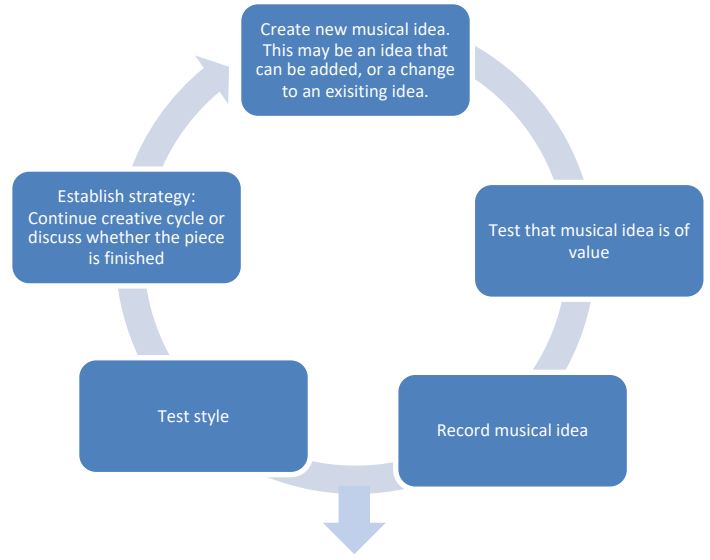 Create new musical idea.
This may be an idea that
can be added, or a change
to an exisiting idea.
Test that musical idea is of
value
Record musical idea
Test style
Establish strategy:
Continue creative cycle or
discuss whether the piece
is finished